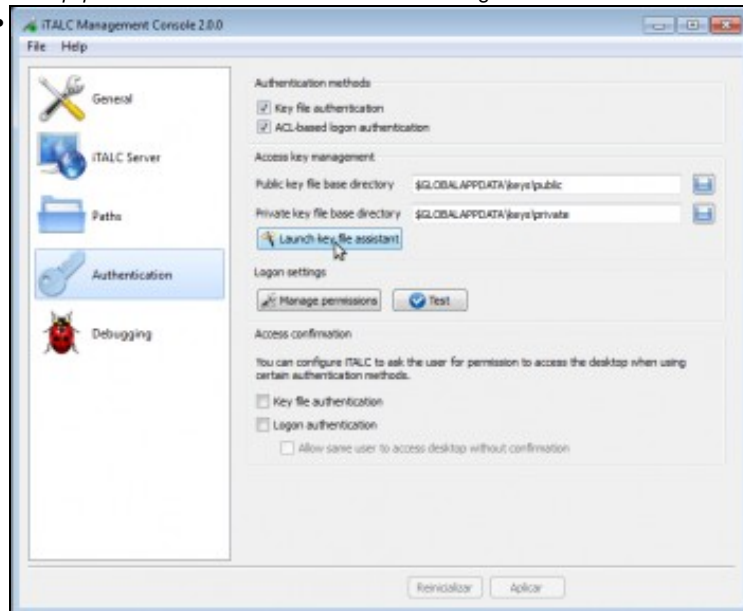 iTALC Management Console 2.0.0
File Help
General
iTALC Server
Paths
Authentication
Debugging
Authentication methods
Key file authentication
ACL-based logon authentication
Access key management
Public key file base directory $GLOBALAPPDATA\keys\public
Private key file base directory $GLOBALAPPDATA\keys\private
Launch key file assistant
Logon settings
Manage permissions Test
Access confirmation
You can configure iTALC to ask the user for permission to access the desktop when using
certain authentication methods.
Key file authentication
Logon authentication
Allow same user to access desktop without confirmation
Reinicializar Aplicar